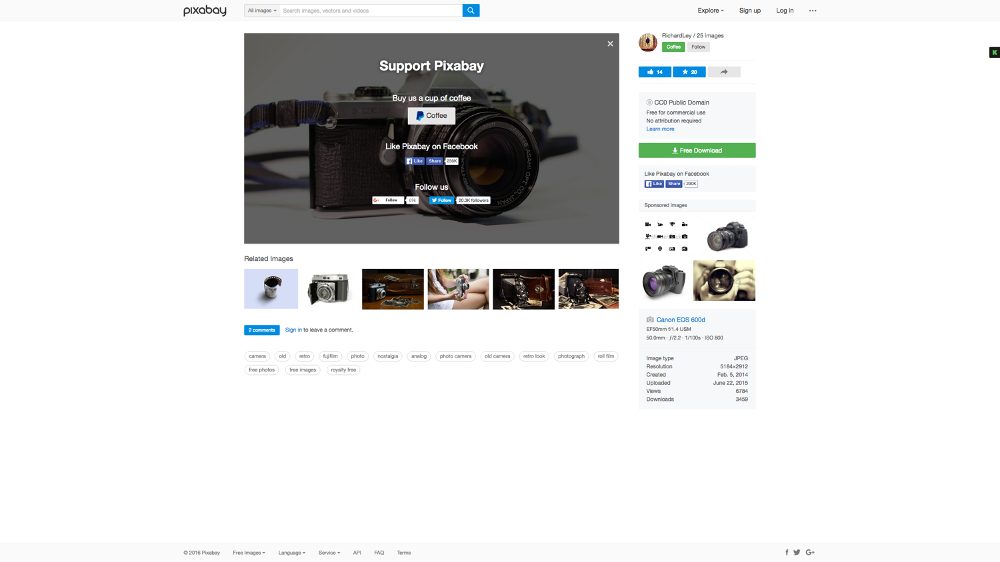 pixabay
All images
Search images, vectors and videos
Explore
Sign up
Log in
Support Pixabay
Buy us a cup of coffee
Coffee
Like Pixabay on Facebook
Like
Share
230K
Follow us
Follow
69k
Follow
20.3K followers
ASAHI OPT. CO., JAPAN
RichardLey / 25 images
Coffee
Follow
14
20
CC0 Public Domain
Free for commercial use
No attribution required
Learn more
Free Download
Like Pixabay on Facebook
Like
Share
230K
Sponsored images
Related Images
2 comments
Sign in to leave a comment.
camera
old
retro
fujifilm
photo
nostalgia
analog
photo camera
old camera
retro look
photograph
roll film
free photos
free images
royalty free
Canon EOS 600d
EF50mm f/1.4 USM
50.0mm · ƒ/2.2 · 1/100s · ISO 800
Image type JPEG
Resolution 5184×2912
Created Feb. 5, 2014
Uploaded June 22, 2015
Views 6784
Downloads 3459
© 2016 Pixabay
Free Images
Language
Service
API
FAQ
Terms